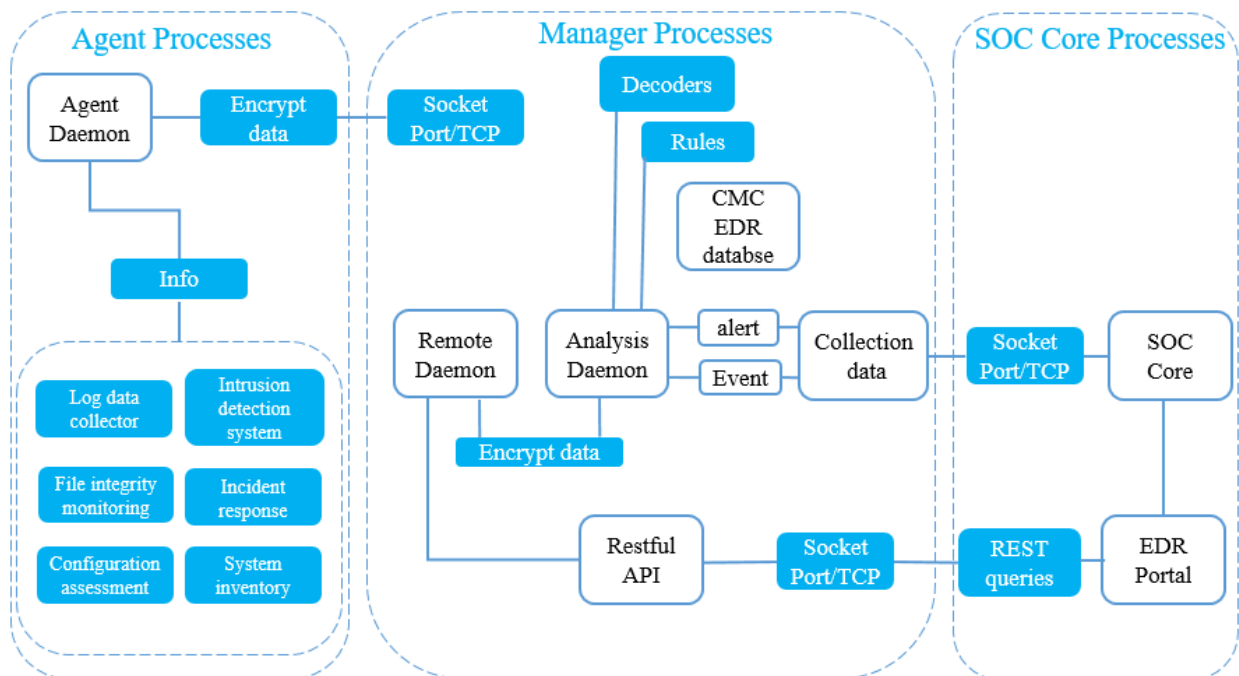 Agent Processes
Agent
Daemon
Encrypt
data
Info
Log data
collector
Intrusion
detection
system
File integrity
monitoring
Incident
response
Configuration
assessment
System
inventory
Manager Processes
Socket
Port/TCP
Decoders
Rules
CMC
EDR
databse
Remote
Daemon
Analysis
Daemon
alert
Event
Collection
data
Encrypt data
Restful
API
Socket
Port/TCP
SOC Core Processes
Socket
Port/TCP
SOC
Core
REST
queries
EDR
Portal